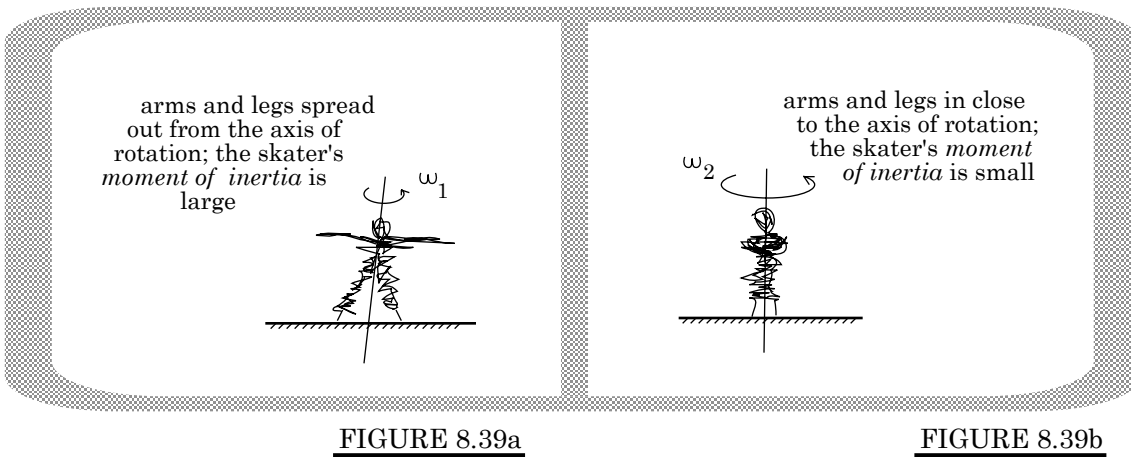 arms and legs spread
out from the axis of
rotation; the skater's
moment of inertia is
large
ω1
arms and legs in close
to the axis of rotation;
the skater's moment
of inertia is small
ω2
FIGURE 8.39a
FIGURE 8.39b